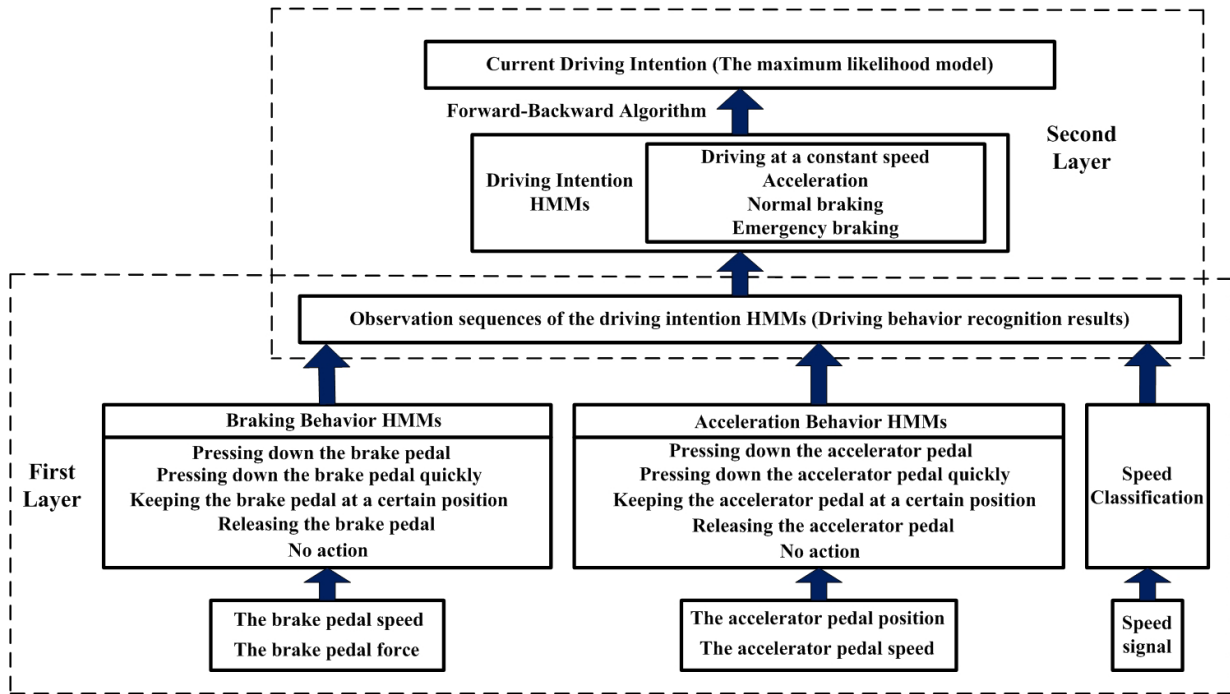 Current Driving Intention (The maximum likelihood model)
Forward-Backward Algorithm
Second
Layer
Driving Intention
HMMs
Driving at a constant speed
Acceleration
Normal braking
Emergency braking
Observation sequences of the driving intention HMMs (Driving behavior recognition results)
First
Layer
Braking Behavior HMMs
Pressing down the brake pedal
Pressing down the brake pedal quickly
Keeping the brake pedal at a certain position
Releasing the brake pedal
No action
Acceleration Behavior HMMs
Pressing down the accelerator pedal
Pressing down the accelerator pedal quickly
Keeping the accelerator pedal at a certain position
Releasing the accelerator pedal
No action
Speed
Classification
The brake pedal speed
The brake pedal force
The accelerator pedal position
The accelerator pedal speed
Speed
signal